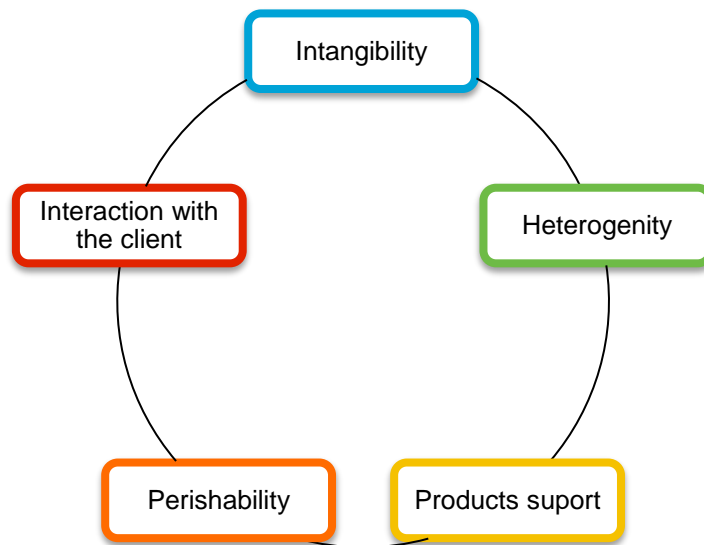 Intangibility
Heterogenity
Products suport
Perishability
Interaction with
the client